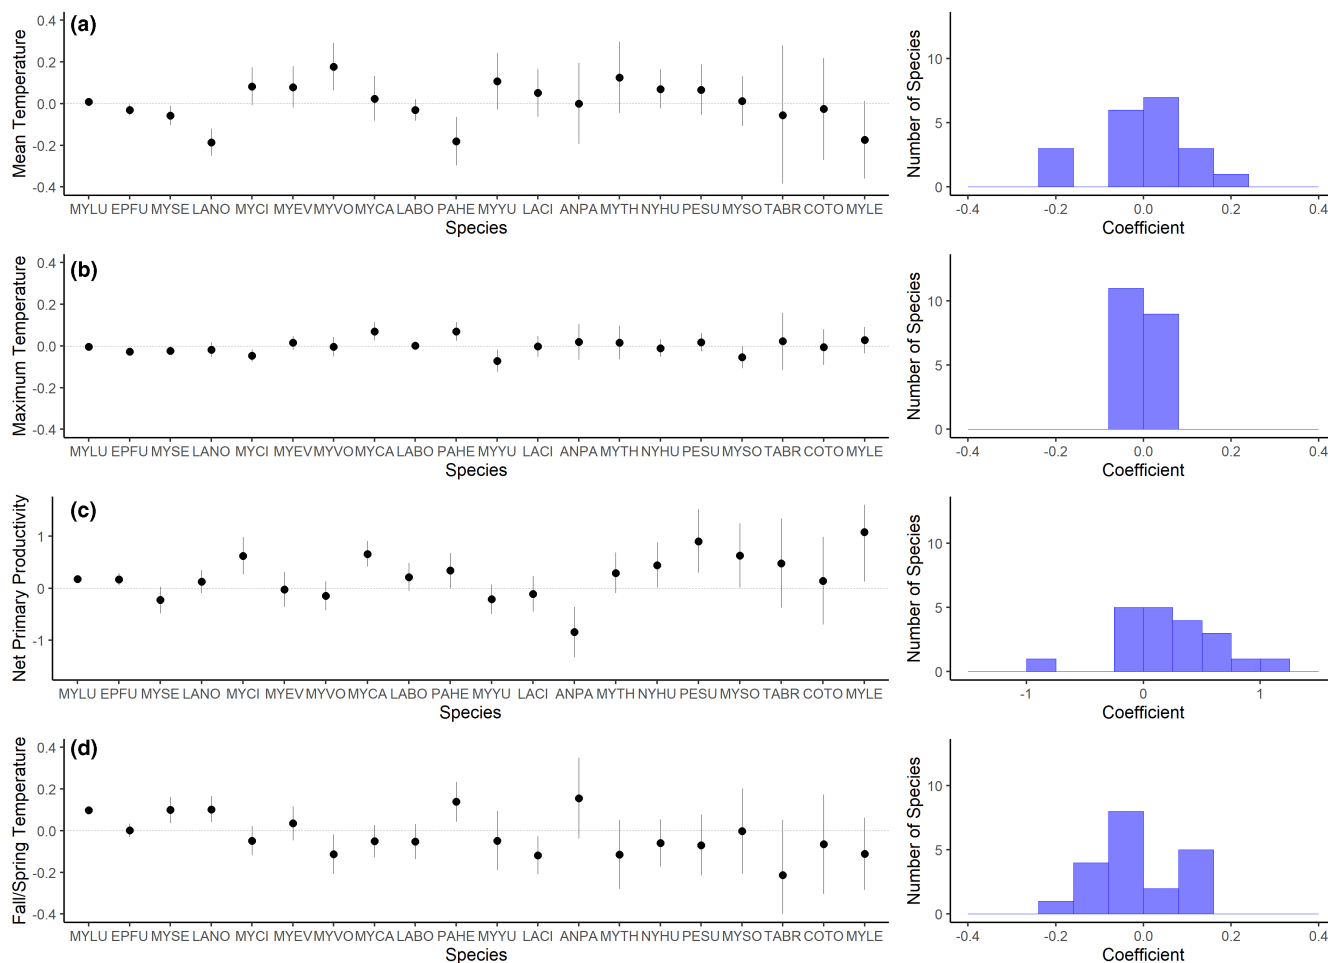 (a)
Mean Temperature
0.4
0.2
0.0
-0.2
-0.4
MYLU EPFU MYSE LANO MYCI MYEV MYVO MYCA LABO PAHE MYYU LACI ANPA MYTH NYHU PESU MYSO TABR COTO MYLE
Species
Number of Species
10
5
0
-0.4 -0.2 0.0 0.2 0.4
Coefficient
(b)
Maximum Temperature
0.4
0.2
0.0
-0.2
-0.4
MYLU EPFU MYSE LANO MYCI MYEV MYVO MYCA LABO PAHE MYYU LACI ANPA MYTH NYHU PESU MYSO TABR COTO MYLE
Species
Number of Species
10
5
0
-0.4 -0.2 0.0 0.2 0.4
Coefficient
(c)
Net Primary Productivity
1
0
-1
MYLU EPFU MYSE LANO MYCI MYEV MYVO MYCA LABO PAHE MYYU LACI ANPA MYTH NYHU PESU MYSO TABR COTO MYLE
Species
Number of Species
10
5
0
-1 0 1
Coefficient
(d)
Fall/Spring Temperature
0.4
0.2
0.0
-0.2
-0.4
MYLU EPFU MYSE LANO MYCI MYEV MYVO MYCA LABO PAHE MYYU LACI ANPA MYTH NYHU PESU MYSO TABR COTO MYLE
Species
Number of Species
10
5
0
-0.4 -0.2 0.0 0.2 0.4
Coefficient